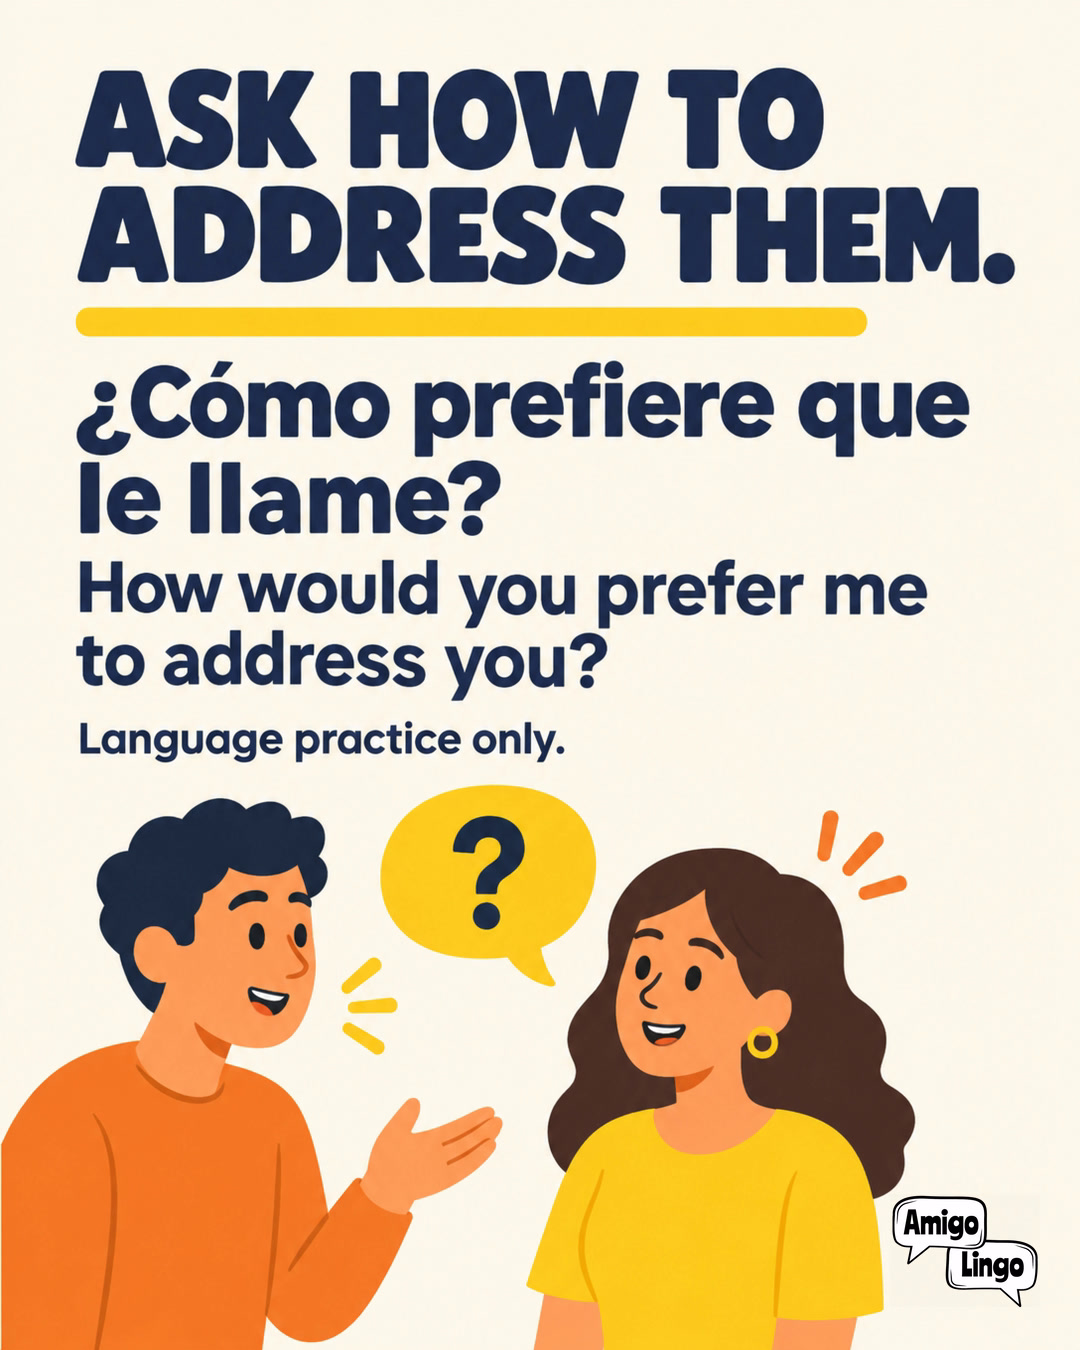 ASK HOW TO
ADDRESS THEM.
¿Cómo prefiere que
le llame?
How would you prefer me
to address you?
Language practice only.
?
Amigo
Lingo